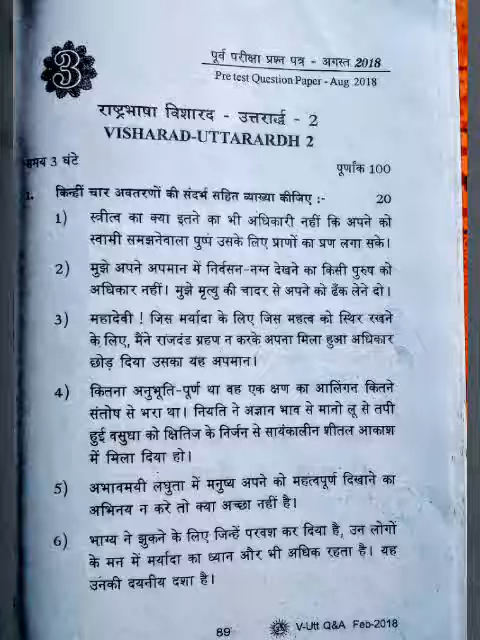 3
पूर्व परीक्षा प्रश्न पत्र - अगस्त 2018
Pre test Question Paper - Aug 2018
राष्ट्रभाषा विशारद - उत्तरार्द्ध - 2
VISHARAD-UTTARARDH 2
समय 3 घंटे
पूर्णांक 100
1. किन्हीं चार अवतरणों की संदर्भ सहित व्याख्या कीजिए :- 20
1) स्त्रीत्व का क्या इतने का भी अधिकारी नहीं कि अपने को
स्वामी समझनेवाला पुष्प उसके लिए प्राणों का प्रण लगा सके।
2) मुझे अपने अपमान में निर्वसन-नग्न देखने का किसी पुरुष को
अधिकार नहीं। मुझे मृत्यु की चादर से अपने को ढँक लेने दो।
3) महादेवी ! जिस मर्यादा के लिए जिस महत्व को स्थिर रखने
के लिए, मैंने राजदंड ग्रहण न करके अपना मिला हुआ अधिकार
छोड़ दिया उसका यह अपमान।
4) कितना अनुभूति-पूर्ण था वह एक क्षण का आलिंगन कितने
संतोष से भरा था। नियति ने अज्ञान भाव से मानो लू से तपी
हुई वसुधा को क्षितिज के निर्जन से सायंकालीन शीतल आकाश
में मिला दिया हो।
5) अभावमयी लघुता में मनुष्य अपने को महत्वपूर्ण दिखाने का
अभिनय न करे तो क्या अच्छा नहीं है।
6) भाग्य ने झुकने के लिए जिन्हें परवश कर दिया है, उन लोगों
के मन में मर्यादा का ध्यान और भी अधिक रहता है। यह
उनकी दयनीय दशा है।
89
V-Utt Q&A Feb-2018